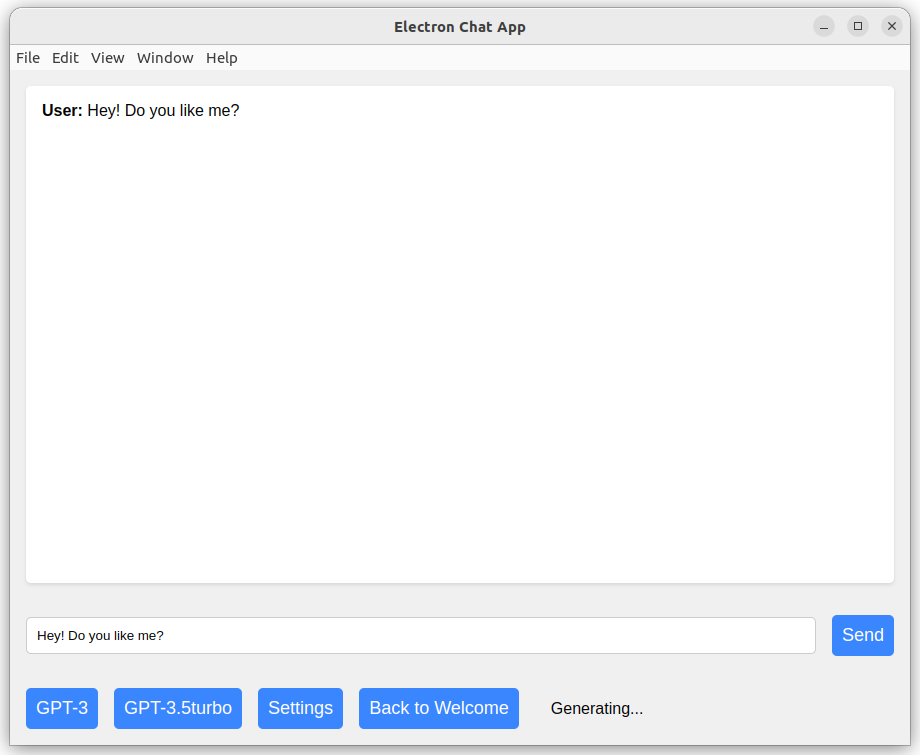 Electron Chat App
File Edit View Window Help
User: Hey! Do you like me?
Hey! Do you like me?
Send
GPT-3 GPT-3.5turbo Settings Back to Welcome Generating...